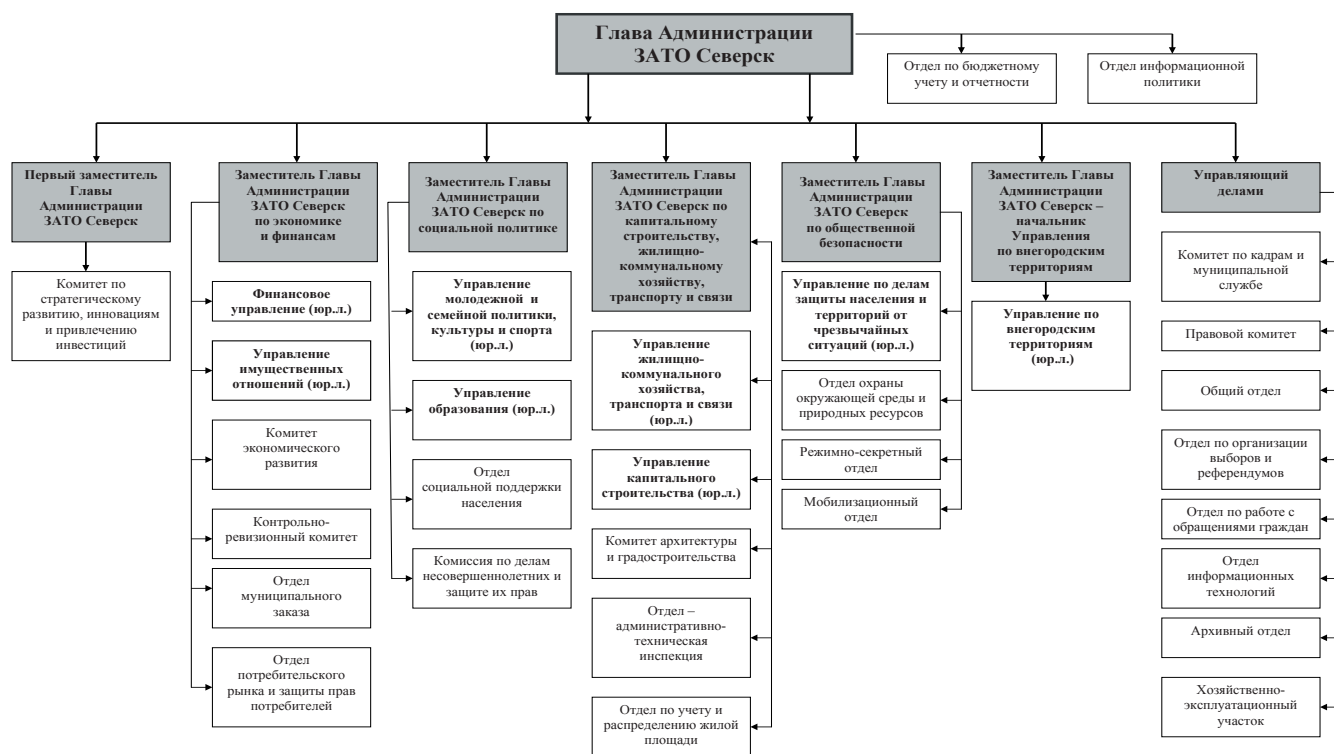 Глава Администрации
ЗАТО Северск
Отдел по бюджетному
учету и отчетности
Отдел информационной
политики
Первый заместитель
Главы
Администрации
ЗАТО Северск
Комитет по
стратегическому
развитию, инновациям
и привлечению
инвестиций
Заместитель Главы
Администрации
ЗАТО Северск
по экономике
и финансам
Финансовое
управление (юр.л.)
Управление
имущественных
отношений (юр.л.)
Комитет
экономического
развития
Контрольно-
ревизионный комитет
Отдел
муниципального
заказа
Отдел
потребительского
рынка и защиты прав
потребителей
Заместитель Главы
Администрации
ЗАТО Северск по
социальной политике
Управление
молодежной и
семейной политики,
культуры и спорта
(юр.л.)
Управление
образования (юр.л.)
Отдел
социальной поддержки
населения
Комиссия по делам
несовершеннолетних и
защите их прав
Заместитель Главы
Администрации
ЗАТО Северск по
капитальному
строительству,
жилищно-
коммунальному
хозяйству,
транспорту и связи
Управление
жилищно-
коммунального
хозяйства,
транспорта и связи
(юр.л.)
Управление
капитального
строительства (юр.л.)
Комитет архитектуры
и градостроительства
Отдел –
административно-
техническая
инспекция
Отдел по учету и
распределению жилой
площади
Заместитель Главы
Администрации
ЗАТО Северск
по общественной
безопасности
Управление по делам
защиты населения и
территорий от
чрезвычайных
ситуаций (юр.л.)
Отдел охраны
окружающей среды и
природных ресурсов
Режимно-секретный
отдел
Мобилизационный
отдел
Заместитель Главы
Администрации
ЗАТО Северск –
начальник
Управления
по внегородским
территориям
Управление по
внегородским
территориям
(юр.л.)
Управляющий
делами
Комитет по кадрам и
муниципальной
службе
Правовой комитет
Общий отдел
Отдел по организации
выборов и
референдумов
Отдел по работе с
обращениями граждан
Отдел
информационных
технологий
Архивный отдел
Хозяйственно-
эксплуатационный
участок